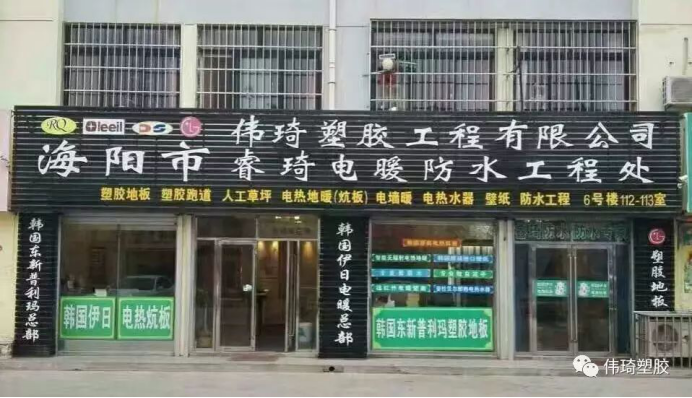 RQ leeil DS LG
伟琦塑胶工程有限公司
海阳市
睿琦电暖防水工程处
塑胶地板 塑胶跑道 人工草坪 电热地暖(炕板) 电墙暖 电热水器 壁纸 防水工程 6号楼112-113室
韩国东新普利玛总部
韩国伊日
电热炕板
韩国伊日电暖总部
韩国东新普利玛塑胶地板
塑胶地板
伟琦塑胶